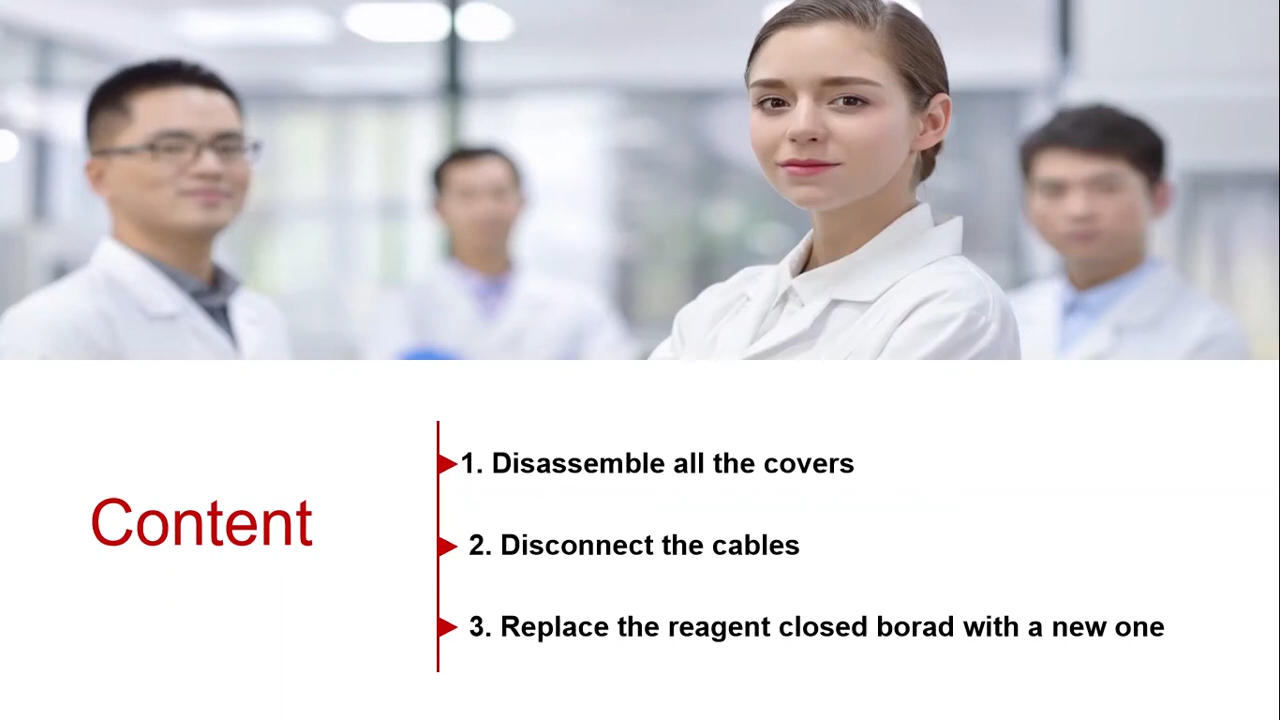 Content
1. Disassemble all the covers
2. Disconnect the cables
3. Replace the reagent closed borad with a new one